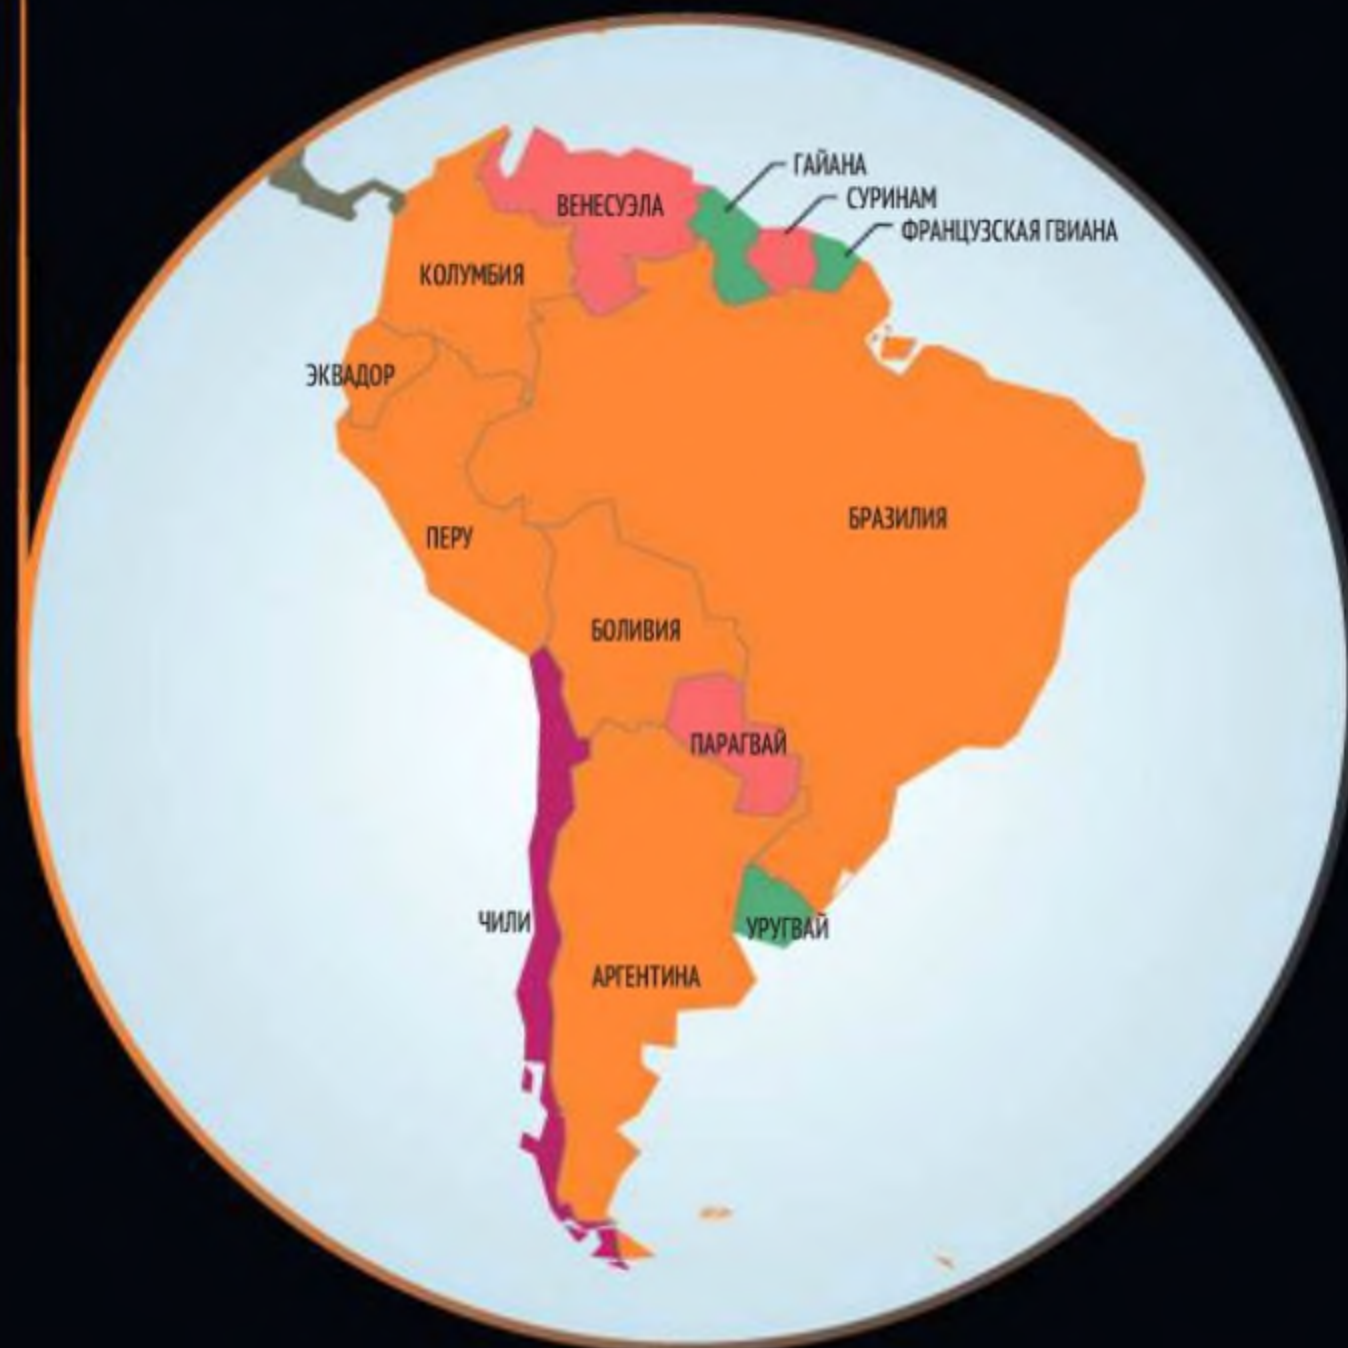 ГАЙАНА
СУРИНАМ
ВЕНЕСУЭЛА
ФРАНЦУЗСКАЯ ГВИАНА
КОЛУМБИЯ
ЭКВАДОР
БРАЗИЛИЯ
ПЕРУ
БОЛИВИЯ
ПАРАГВАЙ
ЧИЛИ
УРУГВАЙ
АРГЕНТИНА